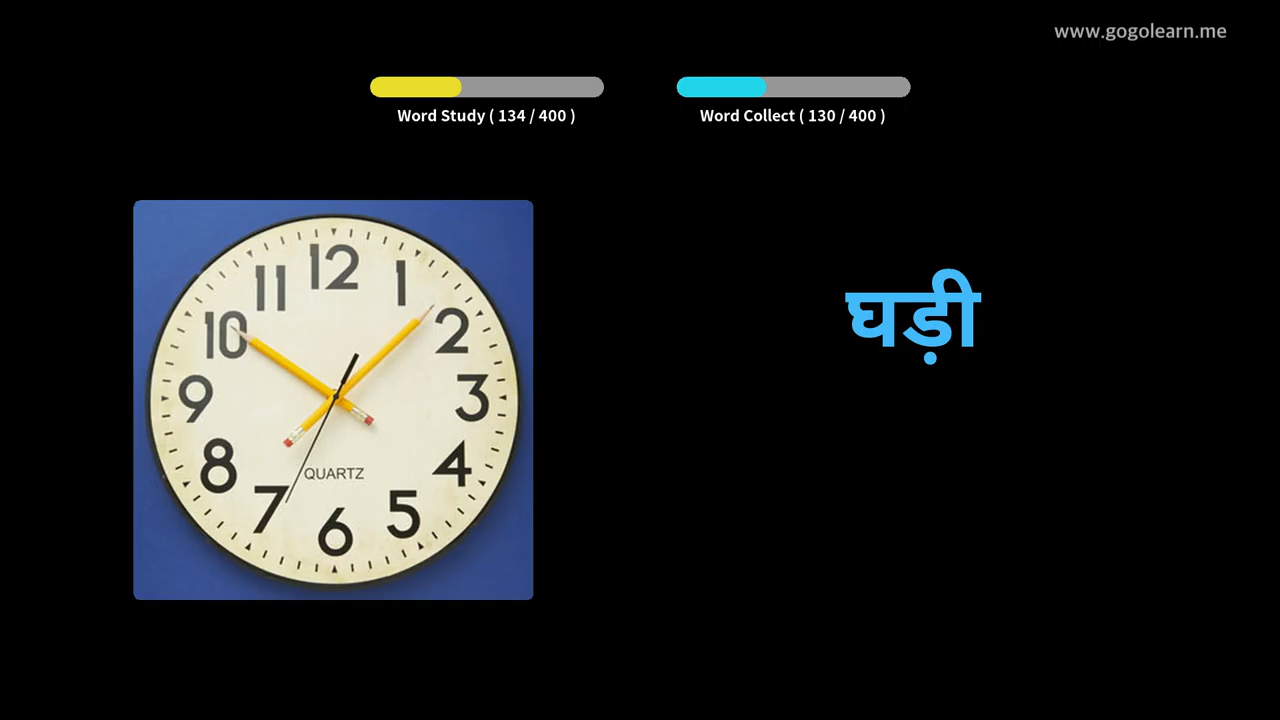 www.gogolearn.me
Word Study ( 134 / 400 )
Word Collect ( 130 / 400 )
12
11
1
10
2
9
3
8
4
QUARTZ
7
5
6
घड़ी